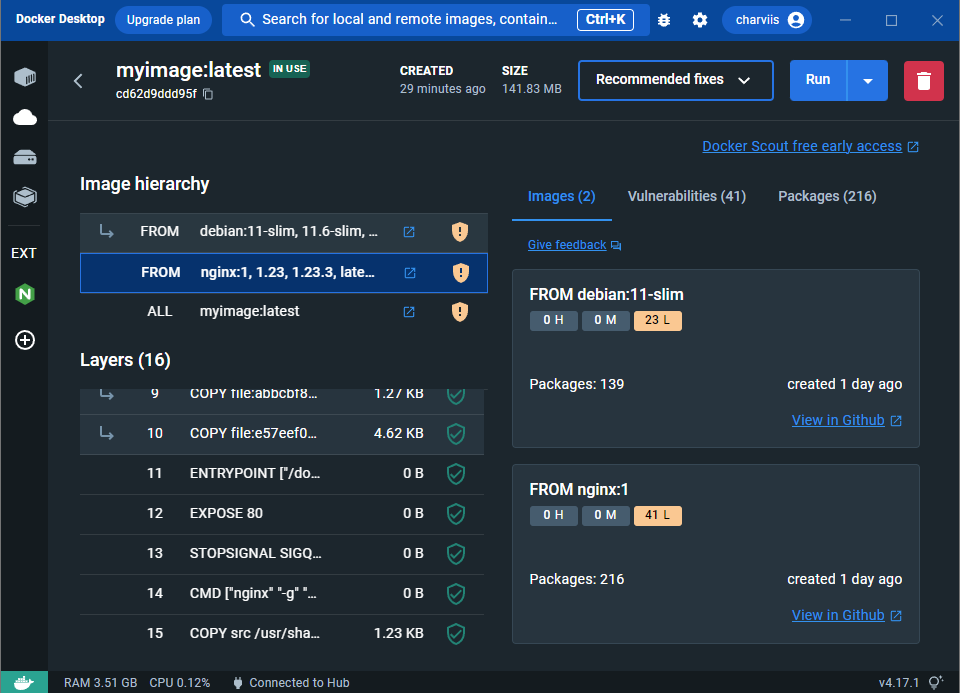 Docker Desktop
Upgrade plan
Search for local and remote images, contain...
Ctrl+K
charviis
myimage:latest
IN USE
cd62d9ddd95f
CREATED
29 minutes ago
SIZE
141.83 MB
Recommended fixes
Run
Docker Scout free early access
EXT
Image hierarchy
FROM debian:11-slim, 11.6-slim, ...
FROM nginx:1, 1.23, 1.23.3, late...
ALL myimage:latest
Layers (16)
9 COPY file:abbcbf8... 1.27 KB
10 COPY file:e57eef0... 4.62 KB
11 ENTRYPOINT ["/do... 0 B
12 EXPOSE 80 0 B
13 STOPSIGNAL SIGQ... 0 B
14 CMD ["nginx" "-g" "... 0 B
15 COPY src /usr/sha... 1.23 KB
Images (2)
Vulnerabilities (41)
Packages (216)
Give feedback
FROM debian:11-slim
0 H 0 M 23 L
Packages: 139
created 1 day ago
View in Github
FROM nginx:1
0 H 0 M 41 L
Packages: 216
created 1 day ago
View in Github
RAM 3.51 GB CPU 0.12% Connected to Hub
v4.17.1